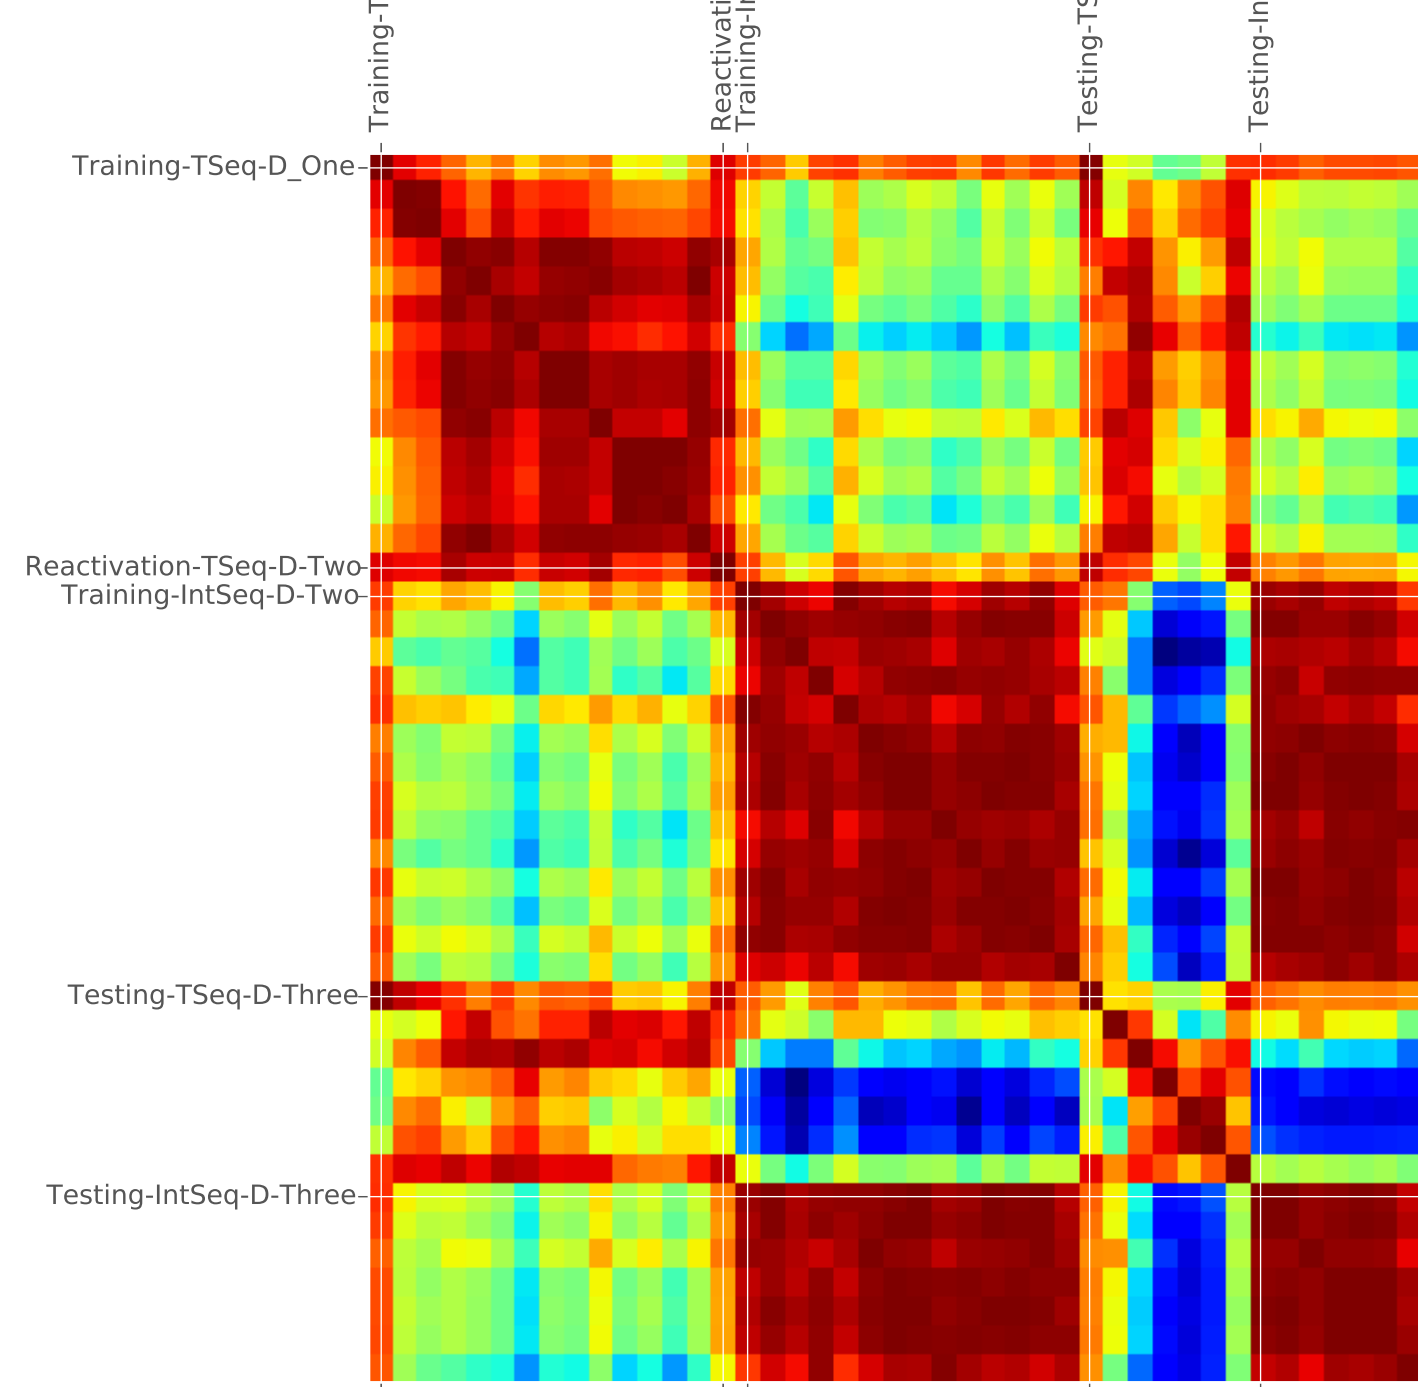 Training-T
Reactivati
Training-I
Testing-TS
Testing-In
Training-TSeq-D_One
Reactivation-TSeq-D-Two
Training-IntSeq-D-Two
Testing-TSeq-D-Three
Testing-IntSeq-D-Three